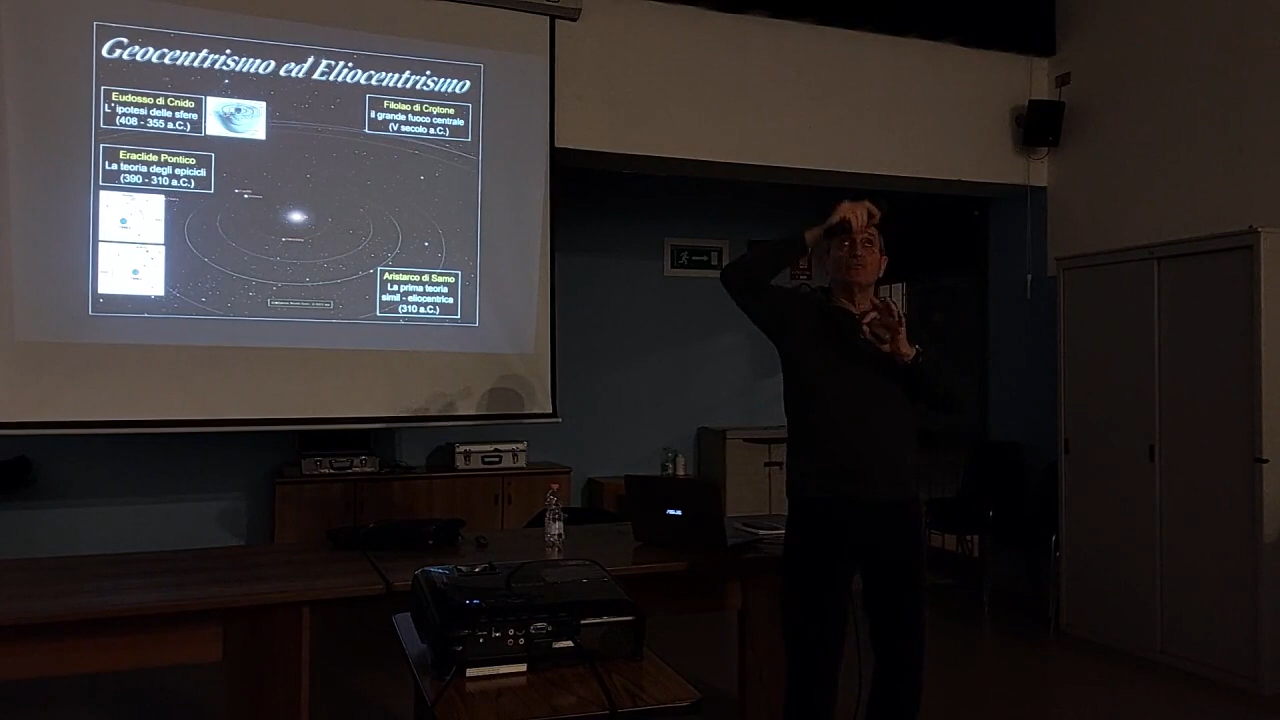 Geocentrismo ed Eliocentrismo
Eudosso di Cnido
L'ipotesi delle sfere
(408 - 355 a.C.)
Filolao di Crotone
il grande fuoco centrale
(V secolo a.C.)
Eraclide Pontico
La teoria degli epicicli
(390 - 310 a.C.)
Aristarco di Samo
La prima teoria
simil - eliocentrica
(310 a.C.)
ASUS